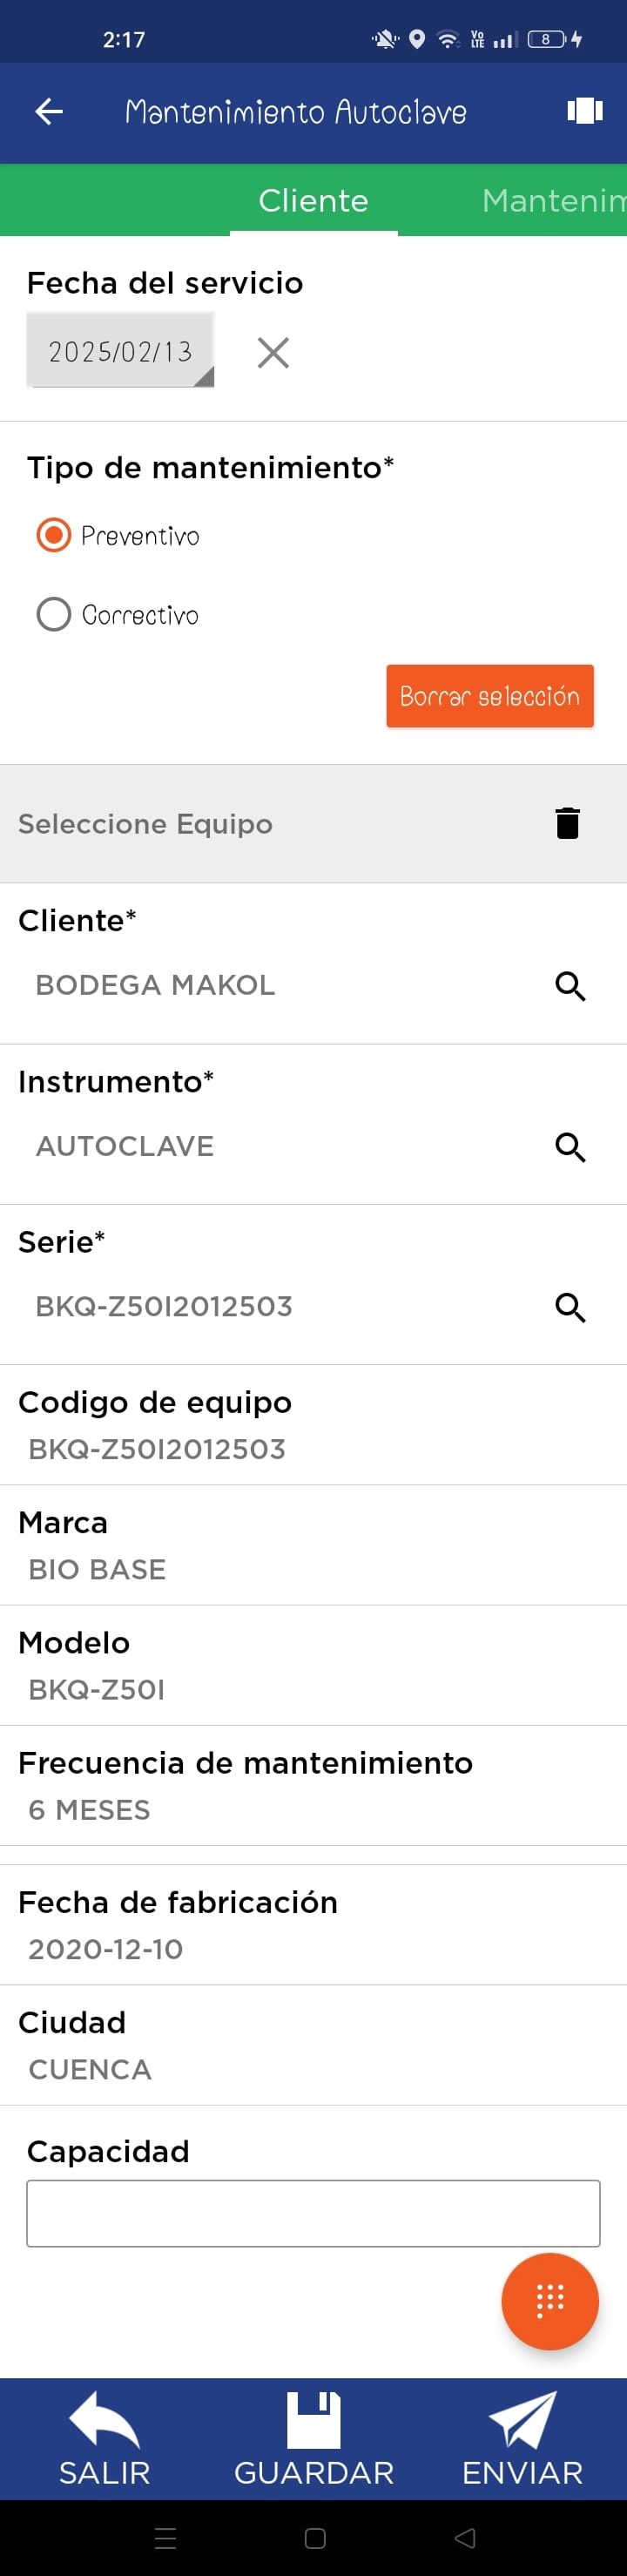 2:17
Vo
LTE
8
Mantenimiento Autoclave
Cliente
Mantenim
Fecha del servicio
2025/02/13
Tipo de mantenimiento*
Preventivo
Correctivo
Borrar selección
Seleccione Equipo
Cliente*
BODEGA MAKOL
Instrumento*
AUTOCLAVE
Serie*
BKQ-Z50I2012503
Codigo de equipo
BKQ-Z50I2012503
Marca
BIO BASE
Modelo
BKQ-Z50I
Frecuencia de mantenimiento
6 MESES
Fecha de fabricación
2020-12-10
Ciudad
CUENCA
Capacidad
SALIR
GUARDAR
ENVIAR